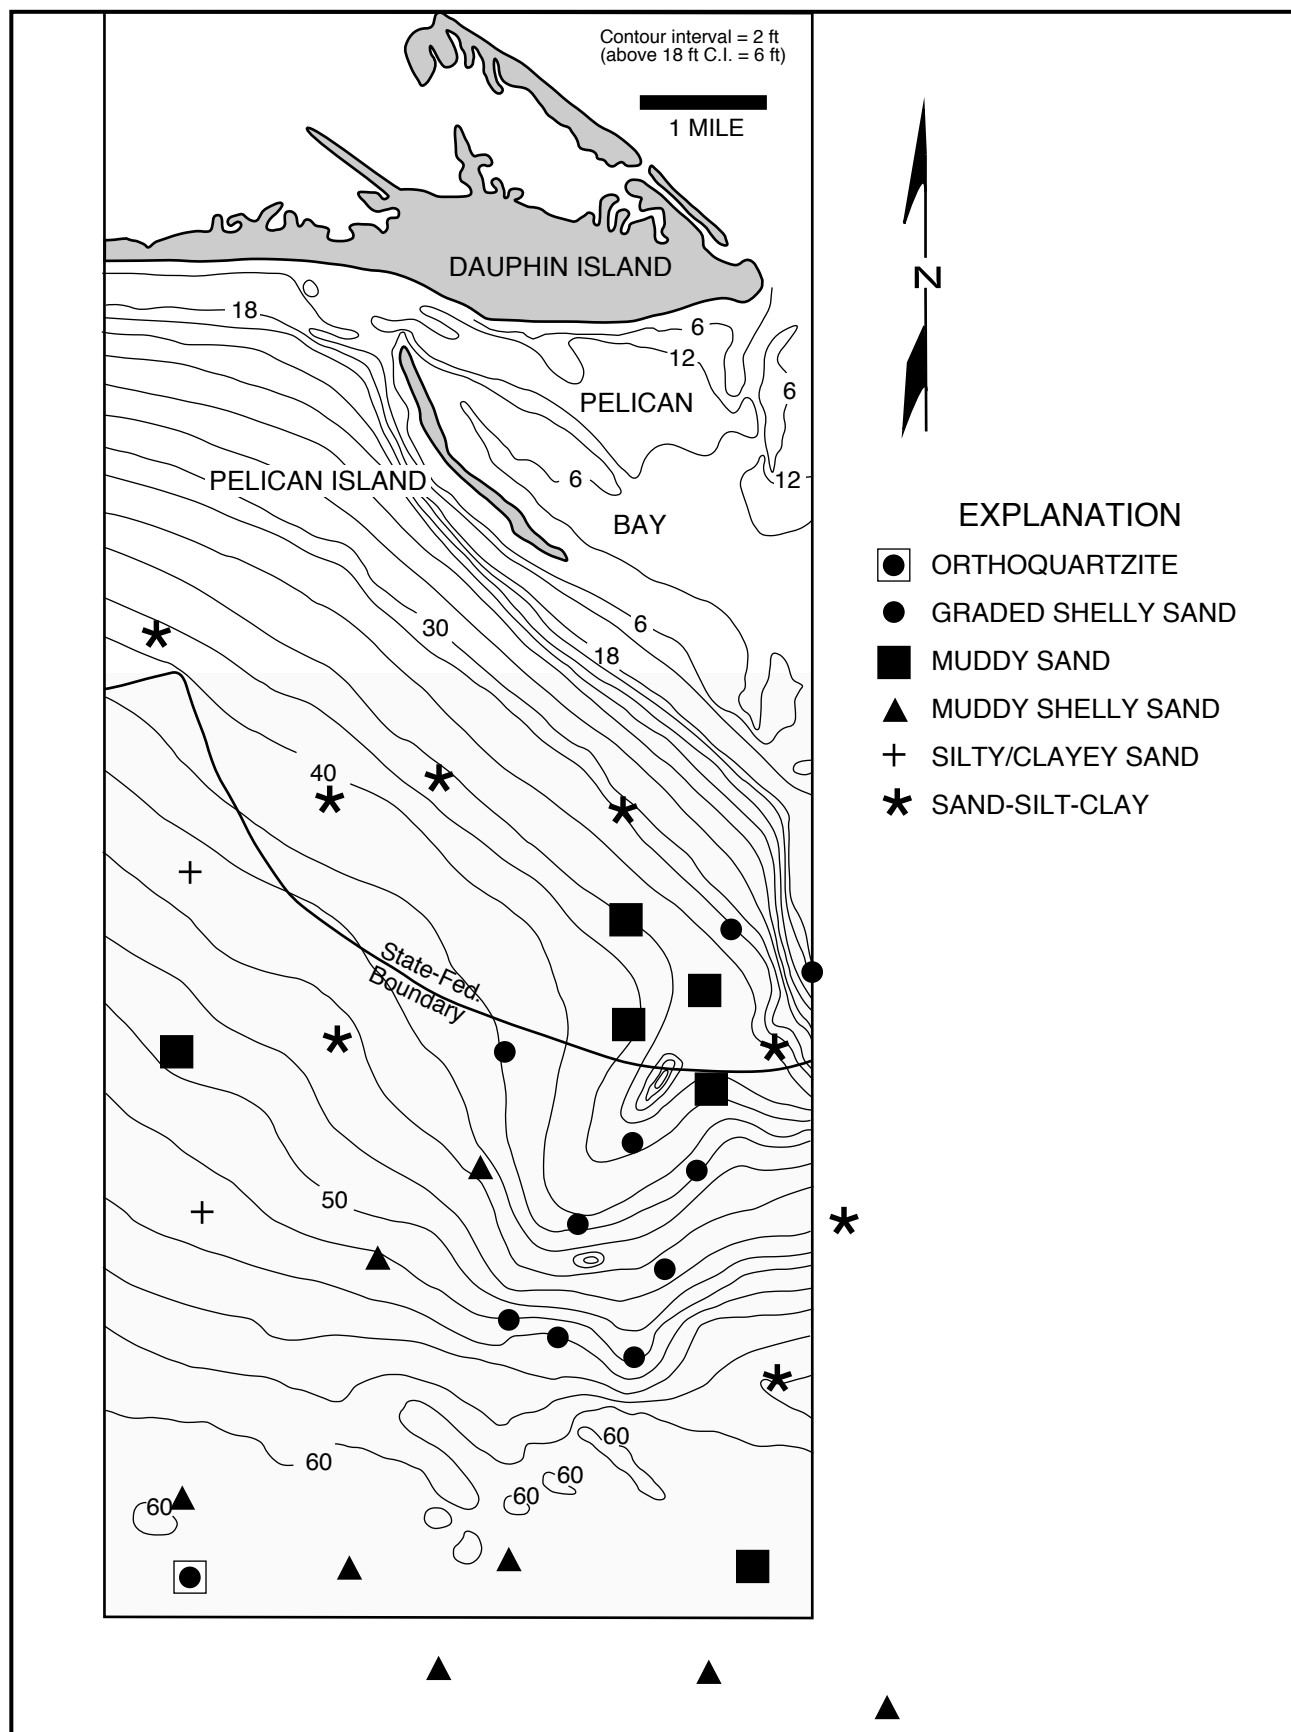 Contour interval = 2 ft
(above 18 ft C.I. = 6 ft)
1 MILE
DAUPHIN ISLAND
N
18
6
12
6
PELICAN
PELICAN ISLAND
6
12
BAY
EXPLANATION
ORTHOQUARTZITE
GRADED SHELLY SAND
MUDDY SAND
MUDDY SHELLY SAND
SILTY/CLAYEY SAND
SAND-SILT-CLAY
30
6
18
40
State-Fed.
Boundary
50
60
60
60
60
60